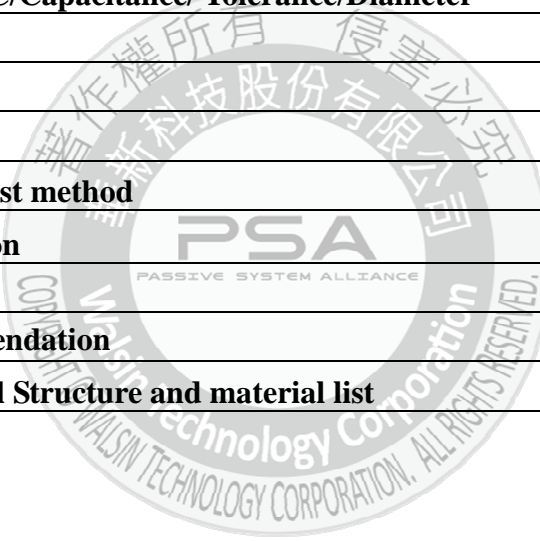 C/Capacitance/ Tolerance/Diameter
著作權所有 侵害必究
華新科技股份有限公司
st method
PSA
on
PASSIVE SYSTEM ALLIANCE
endation
l Structure and material list
Walsin Technology Corporation
COPYRIGHT WALSIN TECHNOLOGY CORPORATION. ALL RIGHTS RESERVED.